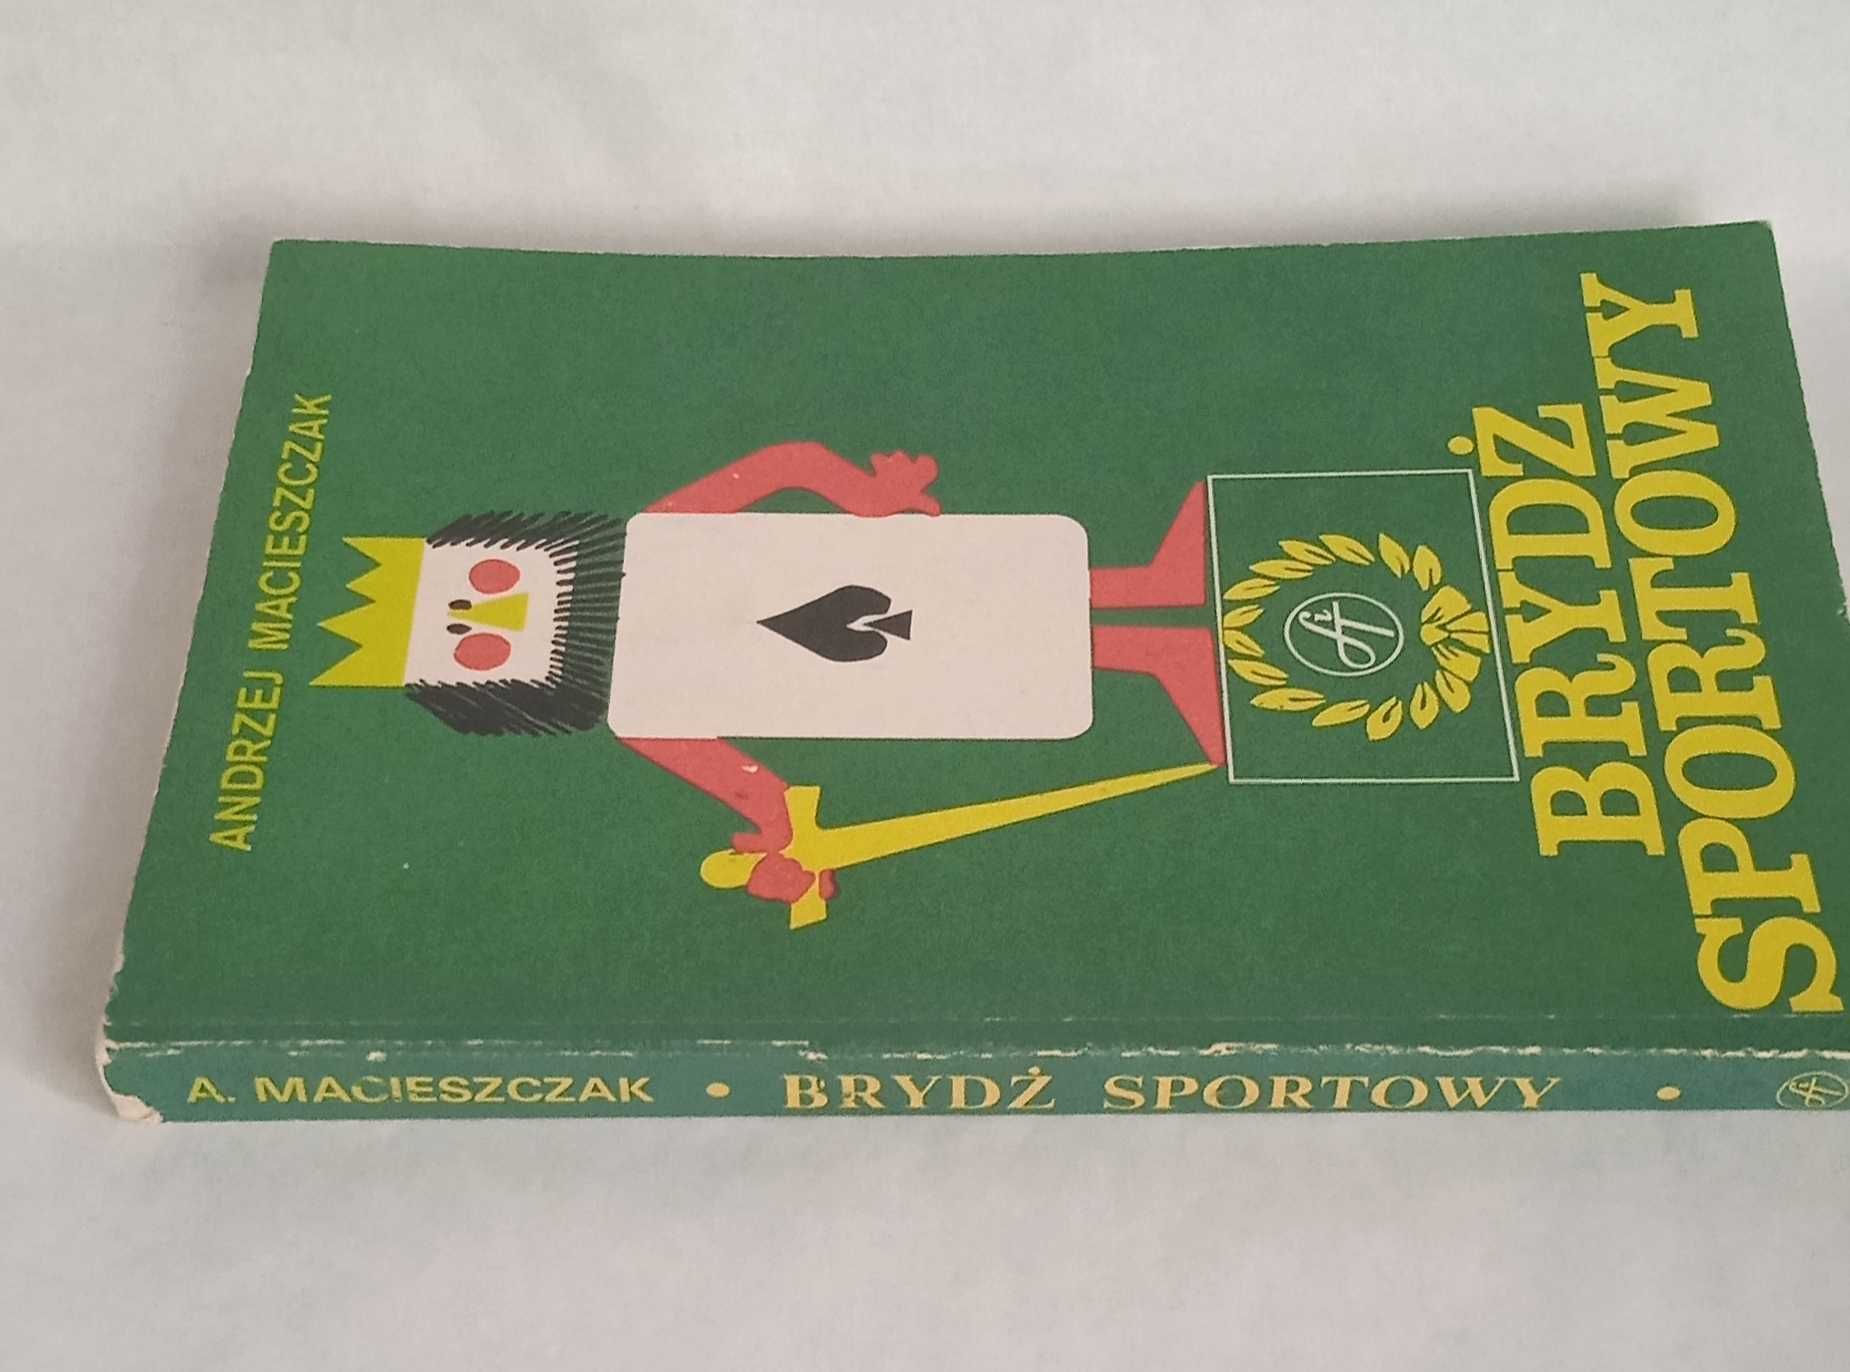 ANDRZEJ MACIESZCZAK
BRYDŻ
SPORTOWY
A. MACIESZCZAK • BRYDŻ SPORTOWY •